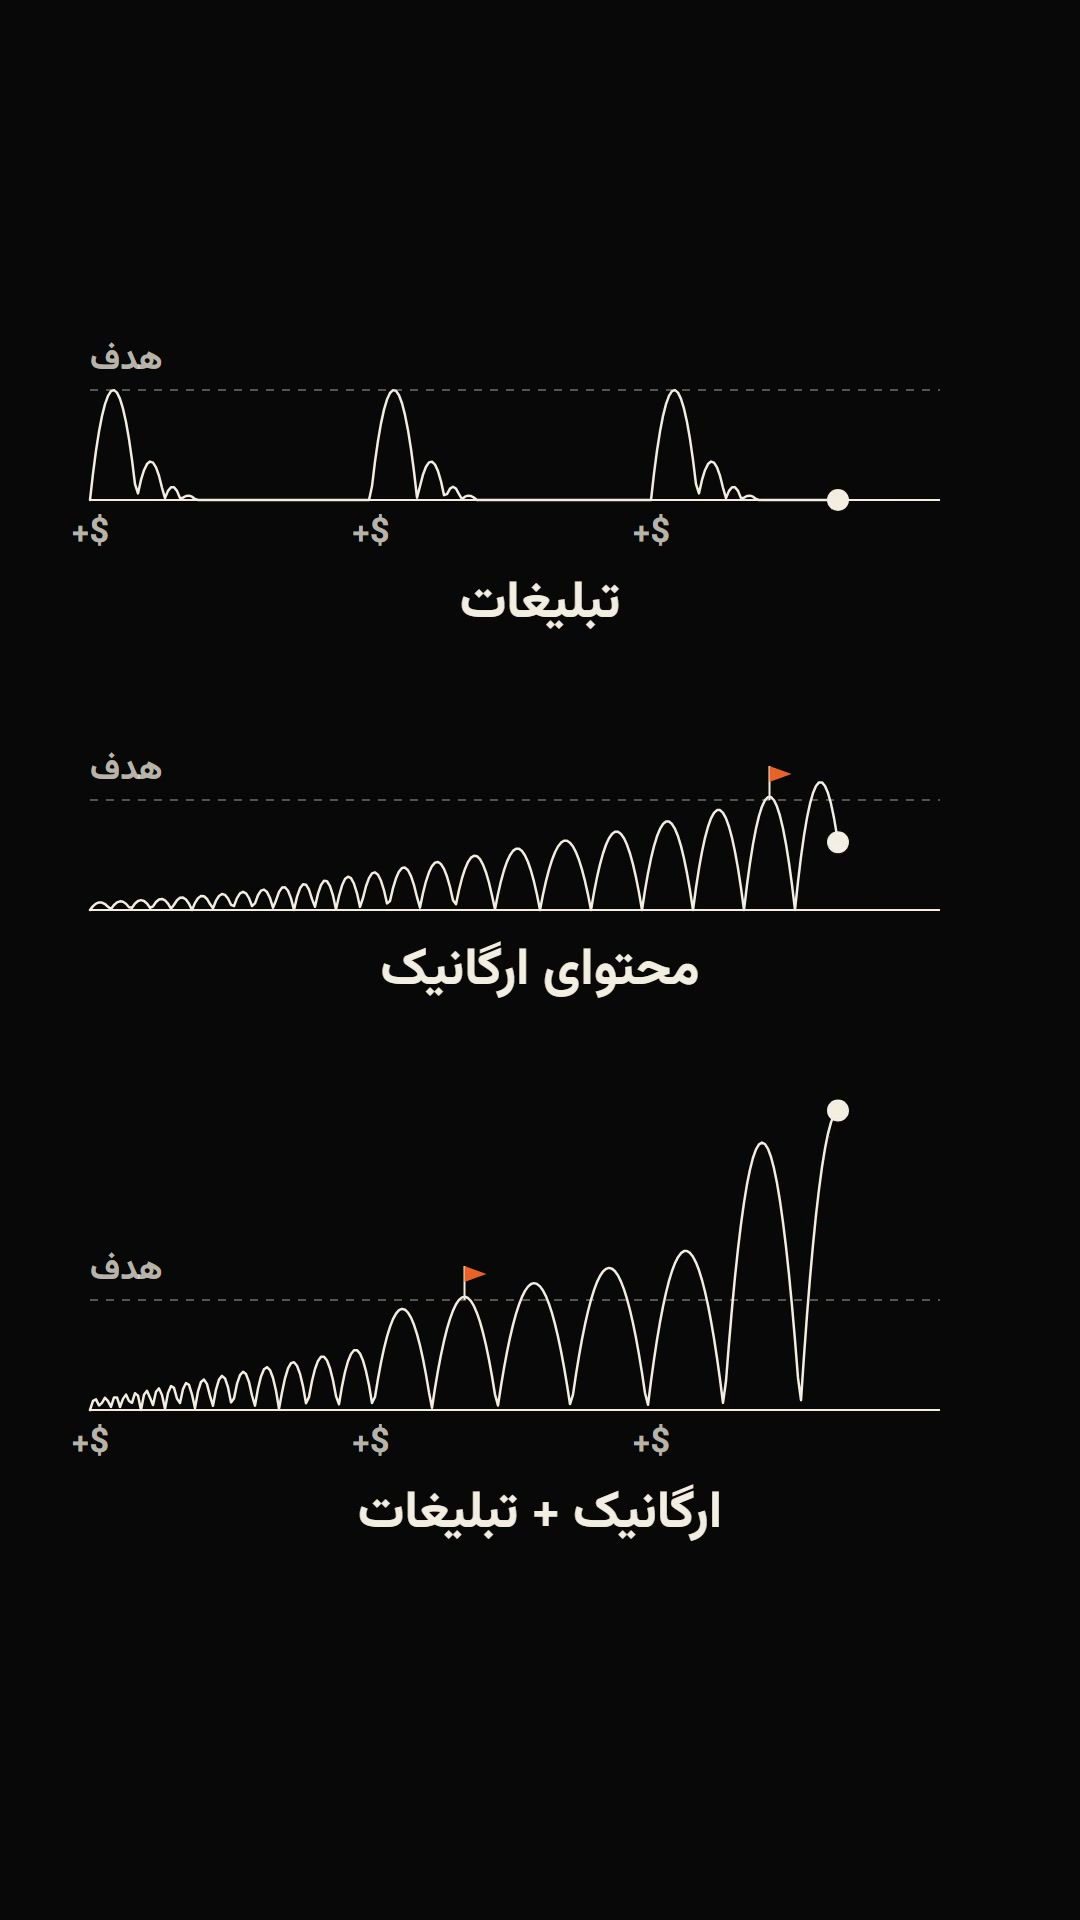 هدف
+$ +$ +$
تبلیغات
هدف
محتوای ارگانیک
هدف
+$ +$ +$
ارگانیک + تبلیغات